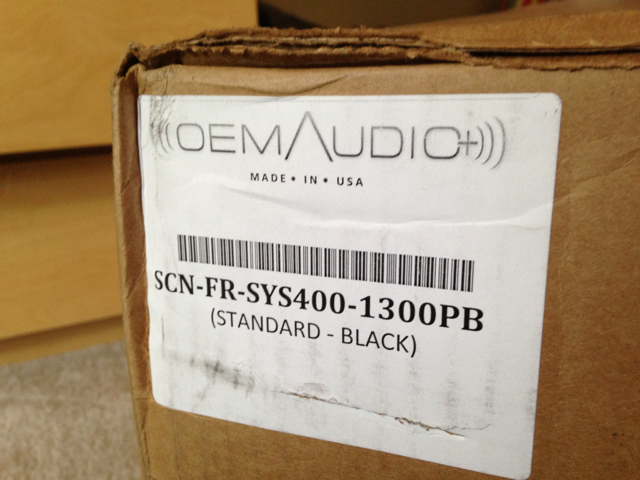 OEMAUDIO+
MADE • IN • USA
SCN-FR-SYS400-1300PB
(STANDARD - BLACK)